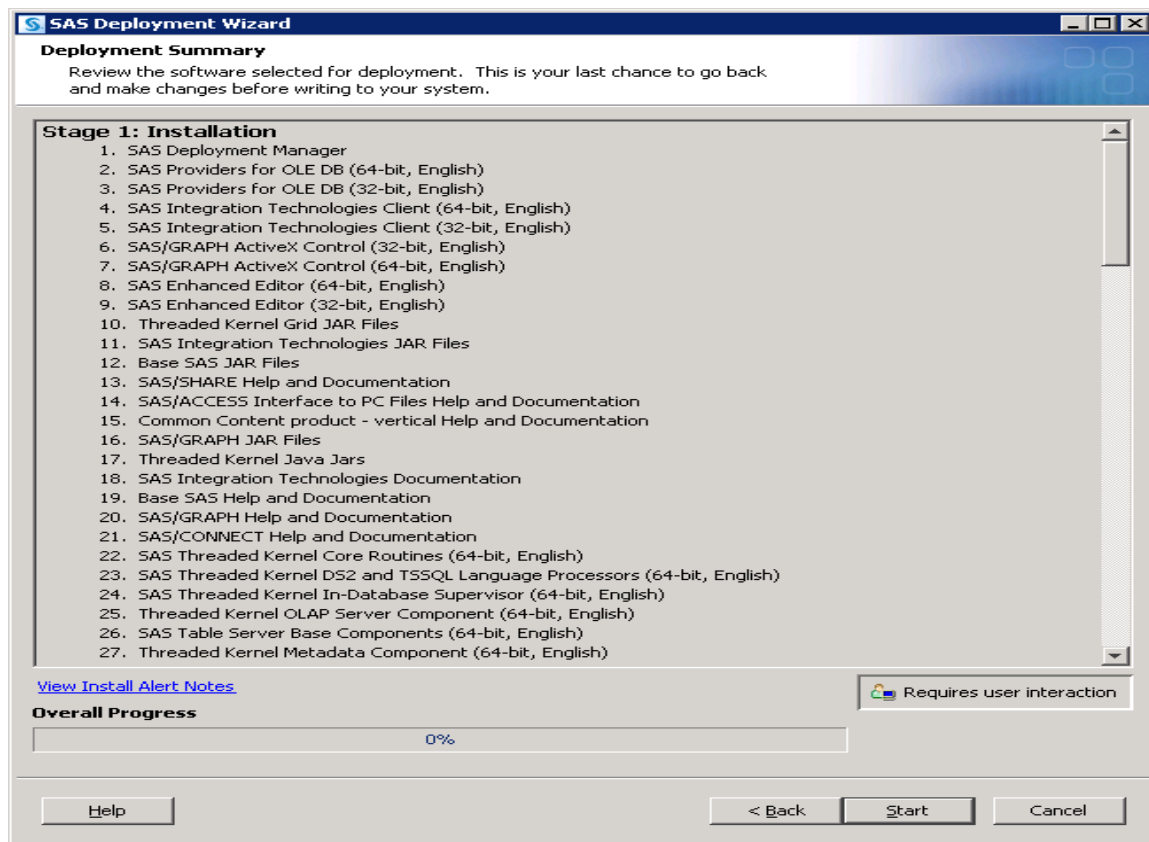 SAS Deployment Wizard
Deployment Summary
Review the software selected for deployment. This is your last chance to go back
and make changes before writing to your system.
Stage 1: Installation
1. SAS Deployment Manager
2. SAS Providers for OLE DB (64-bit, English)
3. SAS Providers for OLE DB (32-bit, English)
4. SAS Integration Technologies Client (64-bit, English)
5. SAS Integration Technologies Client (32-bit, English)
6. SAS/GRAPH ActiveX Control (32-bit, English)
7. SAS/GRAPH ActiveX Control (64-bit, English)
8. SAS Enhanced Editor (64-bit, English)
9. SAS Enhanced Editor (32-bit, English)
10. Threaded Kernel Grid JAR Files
11. SAS Integration Technologies JAR Files
12. Base SAS JAR Files
13. SAS/SHARE Help and Documentation
14. SAS/ACCESS Interface to PC Files Help and Documentation
15. Common Content product - vertical Help and Documentation
16. SAS/GRAPH JAR Files
17. Threaded Kernel Java Jars
18. SAS Integration Technologies Documentation
19. Base SAS Help and Documentation
20. SAS/GRAPH Help and Documentation
21. SAS/CONNECT Help and Documentation
22. SAS Threaded Kernel Core Routines (64-bit, English)
23. SAS Threaded Kernel DS2 and TSSQL Language Processors (64-bit, English)
24. SAS Threaded Kernel In-Database Supervisor (64-bit, English)
25. Threaded Kernel OLAP Server Component (64-bit, English)
26. SAS Table Server Base Components (64-bit, English)
27. Threaded Kernel Metadata Component (64-bit, English)
View Install Alert Notes
Requires user interaction
Overall Progress
0%
Help
< Back
Start
Cancel